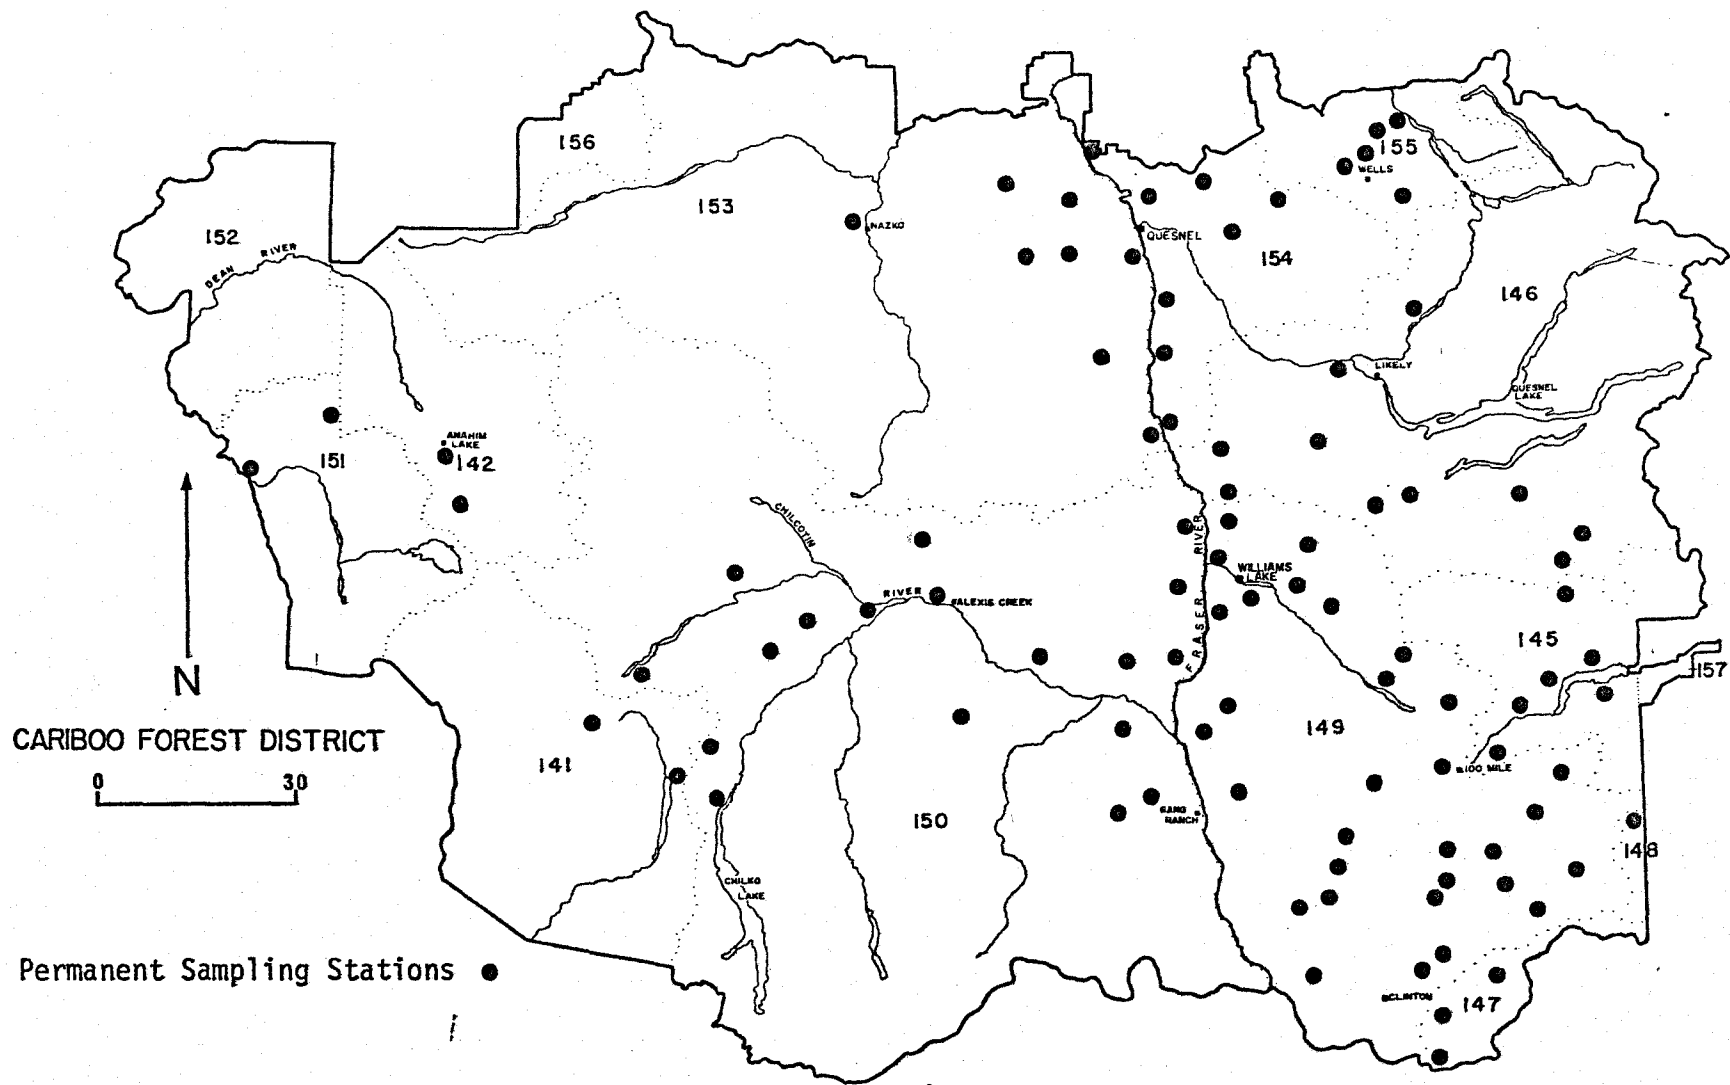 156
155
WELLS
153
152
NAZKO
QUESNEL
DEAN RIVER
154
146
LIKELY
QUESNEL
LAKE
ANAHIM
LAKE
151
142
CHILCOTIN
RIVER
ALEXIS CREEK
FRASER RIVER
WILLIAMS
LAKE
145
157
N
CARIBOO FOREST DISTRICT
0 30
149
141
100 MILE
150
GANG
RANCH
148
CHILKO
LAKE
Permanent Sampling Stations
CLINTON
147